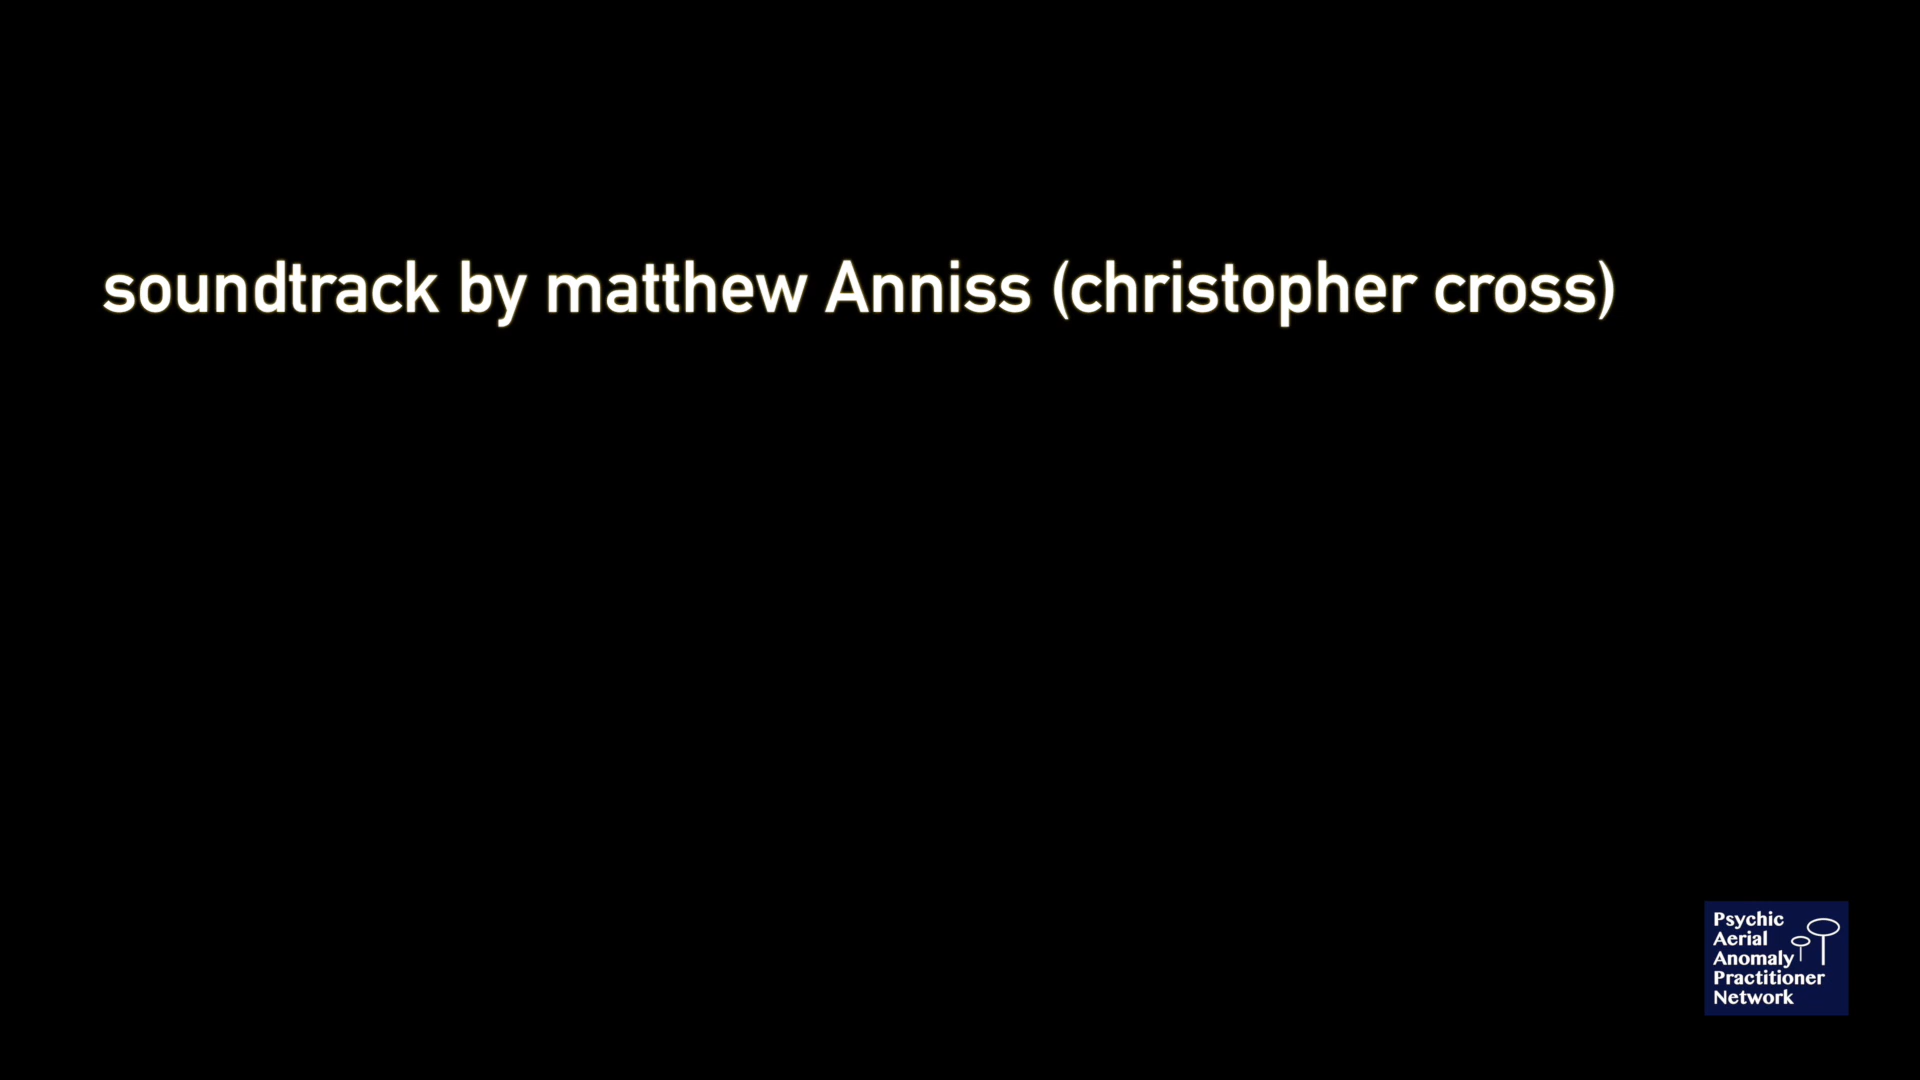 soundtrack by matthew Anniss (christopher cross)
Psychic
Aerial
Anomaly
Practitioner
Network